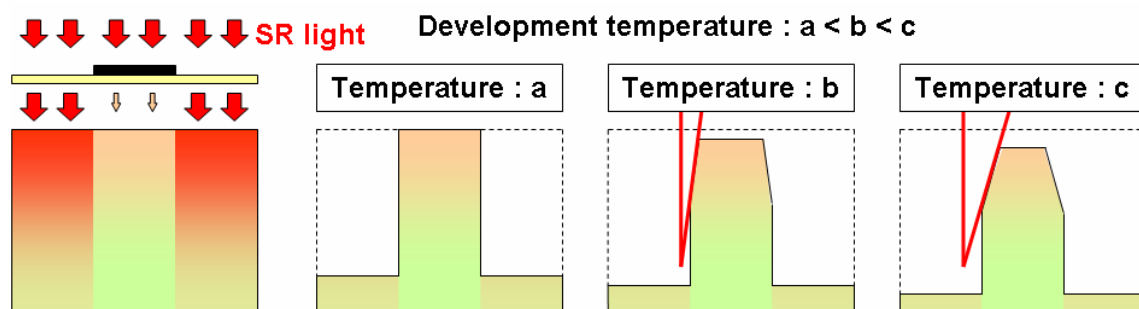 SR light
Development temperature : a < b < c
Temperature : a
Temperature : b
Temperature : c